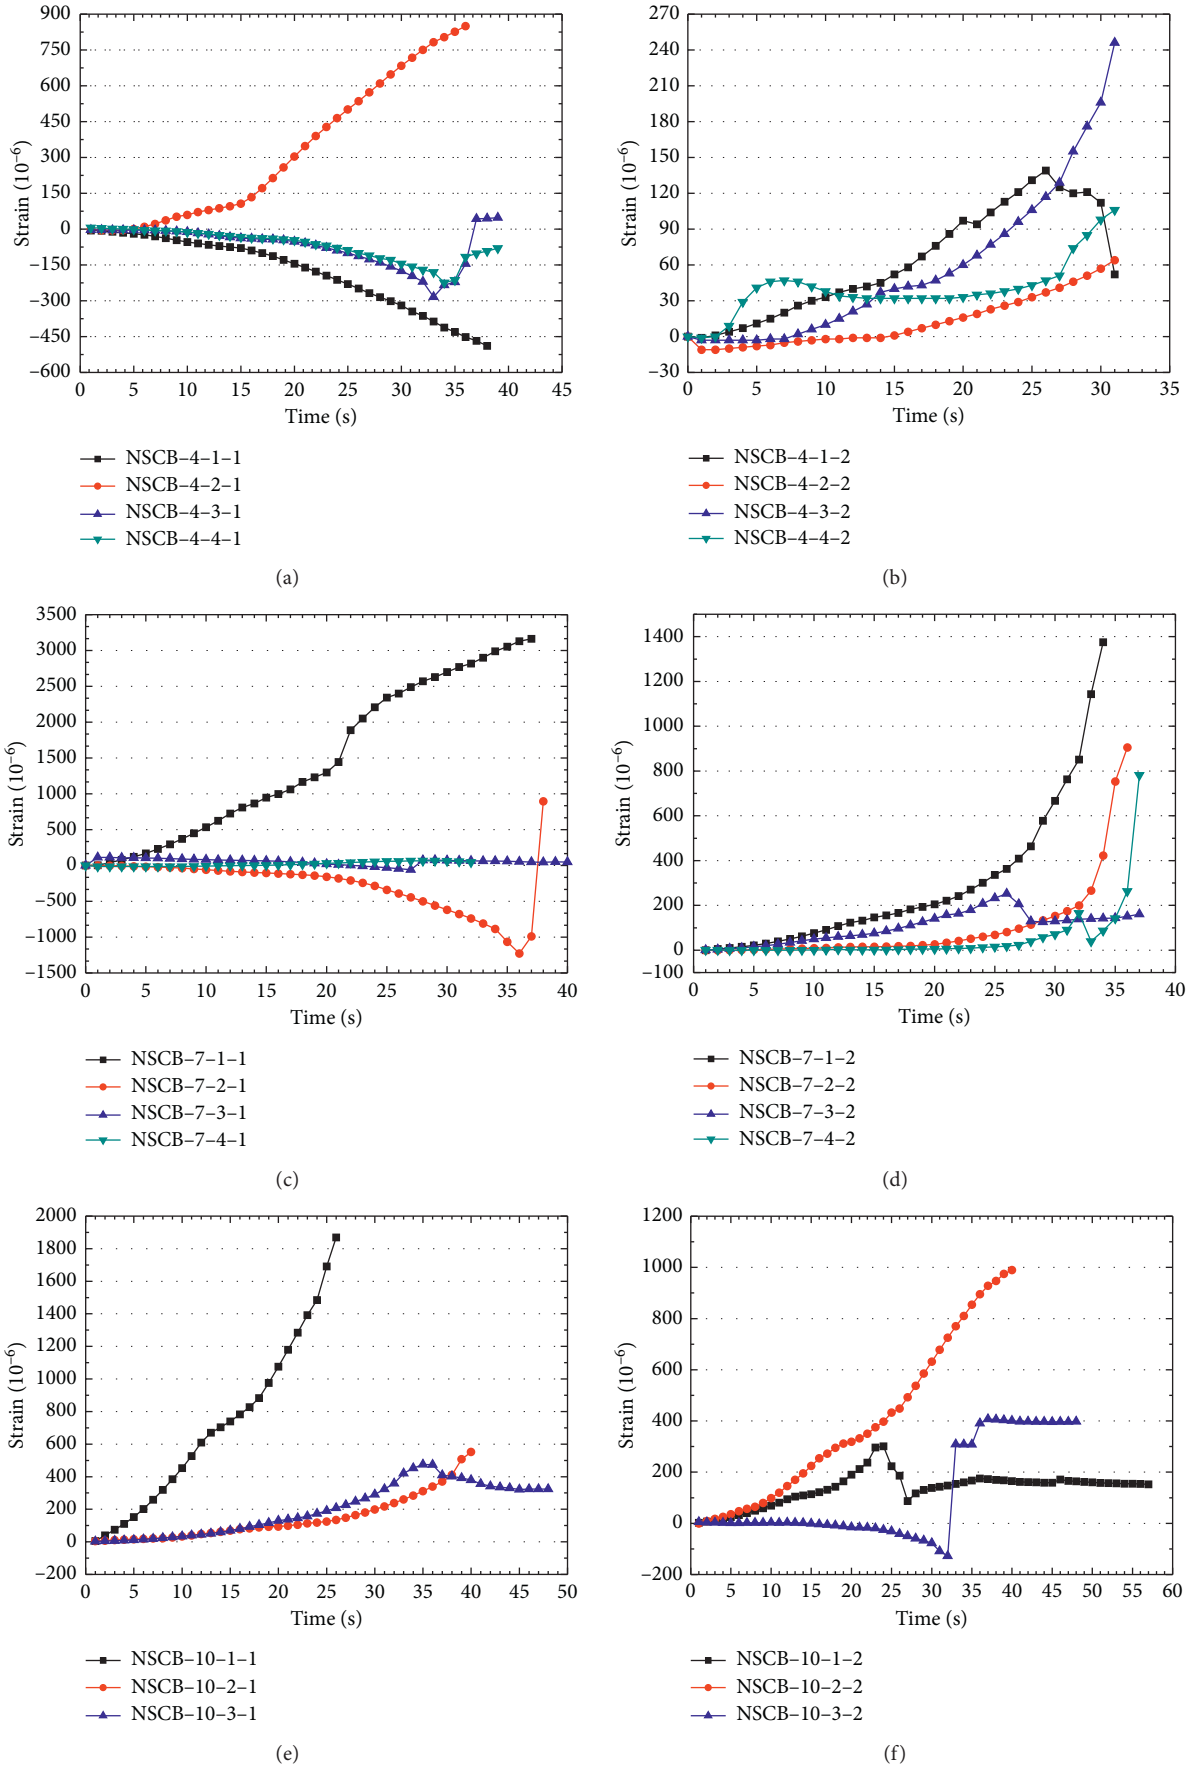 900
750
600
450
300
150
0
–150
–300
–450
–600
Strain (10–6)
0 5 10 15 20 25 30 35 40 45
Time (s)
NSCB–4–1–1
NSCB–4–2–1
NSCB–4–3–1
NSCB–4–4–1
(a)
270
240
210
180
150
120
90
60
30
0
–30
Strain (10–6)
0 5 10 15 20 25 30 35
Time (s)
NSCB–4–1–2
NSCB–4–2–2
NSCB–4–3–2
NSCB–4–4–2
(b)
3500
3000
2500
2000
1500
1000
500
0
–500
–1000
–1500
Strain (10–6)
0 5 10 15 20 25 30 35 40
Time (s)
NSCB–7–1–1
NSCB–7–2–1
NSCB–7–3–1
NSCB–7–4–1
(c)
1400
1200
1000
800
600
400
200
0
–100
Strain (10–6)
0 5 10 15 20 25 30 35 40
Time (s)
NSCB–7–1–2
NSCB–7–2–2
NSCB–7–3–2
NSCB–7–4–2
(d)
2000
1800
1600
1400
1200
1000
800
600
400
200
0
–200
Strain (10–6)
0 5 10 15 20 25 30 35 40 45 50
Time (s)
NSCB–10–1–1
NSCB–10–2–1
NSCB–10–3–1
(e)
1200
1000
800
600
400
200
0
–200
Strain (10–6)
0 5 10 15 20 25 30 35 40 45 50 55 60
Time (s)
NSCB–10–1–2
NSCB–10–2–2
NSCB–10–3–2
(f)